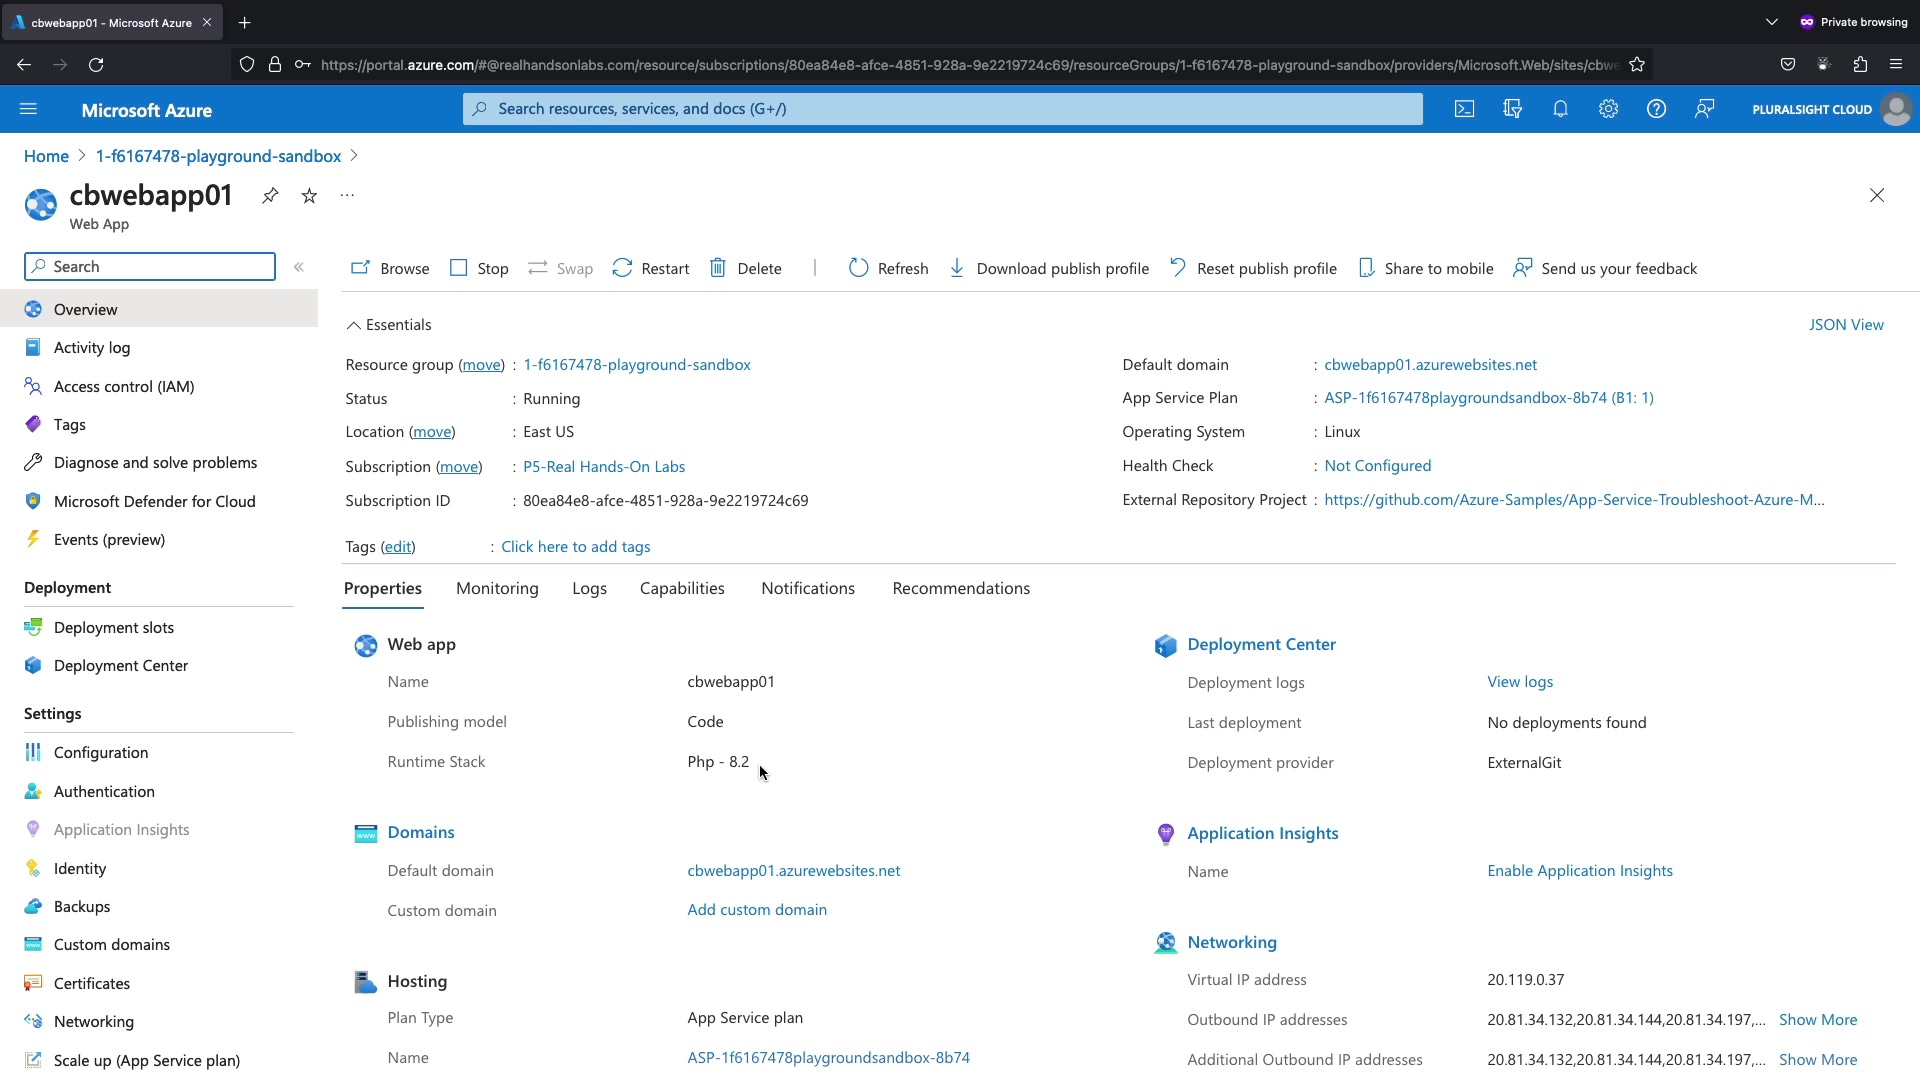 cbwebapp01 - Microsoft Azure
Private browsing
https://portal.azure.com/#@realhandsonlabs.com/resource/subscriptions/80ea84e8-afce-4851-928a-9e2219724c69/resourceGroups/1-f6167478-playground-sandbox/providers/Microsoft.Web/sites/cbwe
Microsoft Azure
Search resources, services, and docs (G+/)
PLURALSIGHT CLOUD
Home > 1-f6167478-playground-sandbox >
cbwebapp01 ...
Web App
Search
«
Browse Stop Swap Restart Delete | Refresh Download publish profile Reset publish profile Share to mobile Send us your feedback
Overview
Activity log
Access control (IAM)
Tags
Diagnose and solve problems
Microsoft Defender for Cloud
Events (preview)
Deployment
Deployment slots
Deployment Center
Settings
Configuration
Authentication
Application Insights
Identity
Backups
Custom domains
Certificates
Networking
Scale up (App Service plan)
Essentials
JSON View
Resource group (move) : 1-f6167478-playground-sandbox
Status : Running
Location (move) : East US
Subscription (move) : P5-Real Hands-On Labs
Subscription ID : 80ea84e8-afce-4851-928a-9e2219724c69
Default domain : cbwebapp01.azurewebsites.net
App Service Plan : ASP-1f6167478playgroundsandbox-8b74 (B1: 1)
Operating System : Linux
Health Check : Not Configured
External Repository Project : https://github.com/Azure-Samples/App-Service-Troubleshoot-Azure-M...
Tags (edit) : Click here to add tags
Properties Monitoring Logs Capabilities Notifications Recommendations
Web app
Name cbwebapp01
Publishing model Code
Runtime Stack Php - 8.2
Domains
Default domain cbwebapp01.azurewebsites.net
Custom domain Add custom domain
Hosting
Plan Type App Service plan
Name ASP-1f6167478playgroundsandbox-8b74
Deployment Center
Deployment logs View logs
Last deployment No deployments found
Deployment provider ExternalGit
Application Insights
Name Enable Application Insights
Networking
Virtual IP address 20.119.0.37
Outbound IP addresses 20.81.34.132,20.81.34.144,20.81.34.197,... Show More
Additional Outbound IP addresses 20.81.34.132,20.81.34.144,20.81.34.197,... Show More